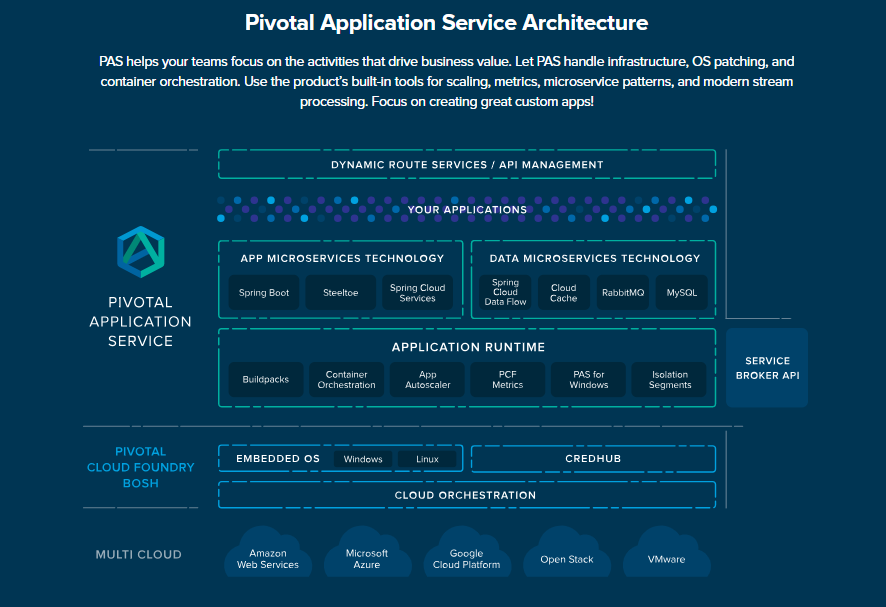 Pivotal Application Service Architecture
PAS helps your teams focus on the activities that drive business value. Let PAS handle infrastructure, OS patching, and
container orchestration. Use the product's built-in tools for scaling, metrics, microservice patterns, and modern stream
processing. Focus on creating great custom apps!
DYNAMIC ROUTE SERVICES / API MANAGEMENT
YOUR APPLICATIONS
PIVOTAL
APPLICATION
SERVICE
APP MICROSERVICES TECHNOLOGY
Spring Boot
Steeltoe
Spring Cloud
Services
DATA MICROSERVICES TECHNOLOGY
Spring
Cloud
Data Flow
Cloud
Cache
RabbitMQ
MySQL
APPLICATION RUNTIME
Buildpacks
Container
Orchestration
App
Autoscaler
PCF
Metrics
PAS for
Windows
Isolation
Segments
SERVICE
BROKER API
PIVOTAL
CLOUD FOUNDRY
BOSH
EMBEDDED OS
Windows
Linux
CREDHUB
CLOUD ORCHESTRATION
MULTI CLOUD
Amazon
Web Services
Microsoft
Azure
Google
Cloud Platform
Open Stack
VMware